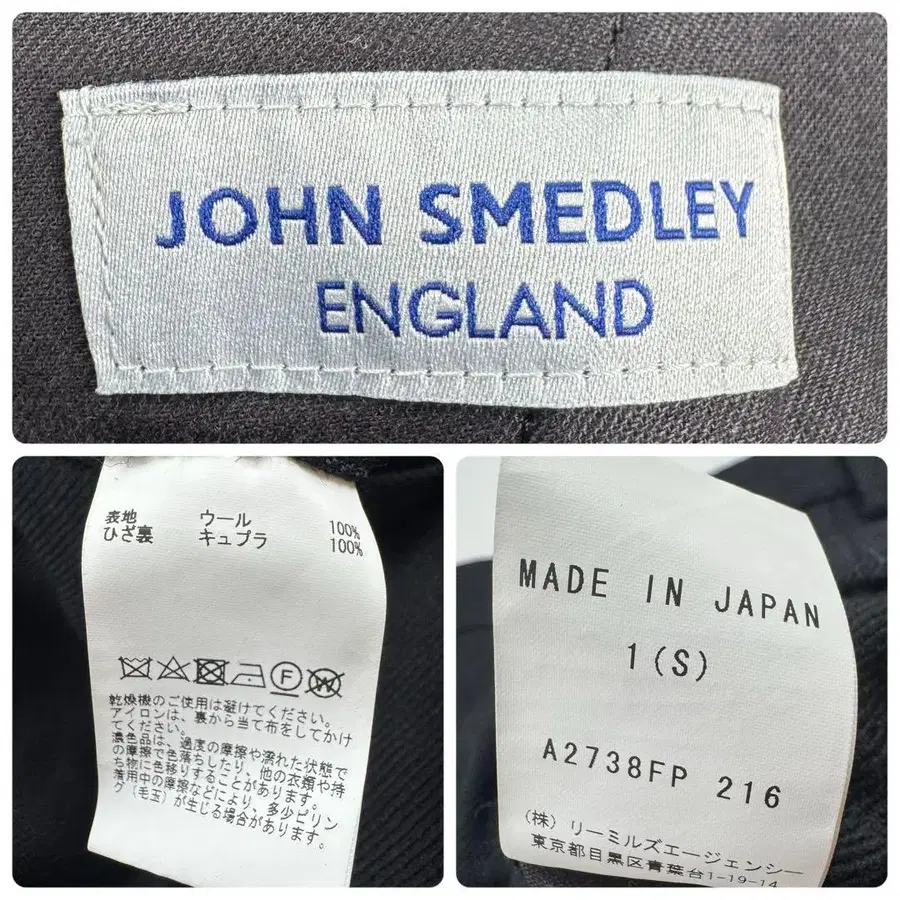 JOHN SMEDLEY
ENGLAND
表地 ウール 100%
ひざ裏 キュプラ 100%
乾燥機のご使用は避けてください。
アイロンは、裏から当て布をしてかけ
てください。
濃色品は、過度の摩擦や濡れた状態で
の摩擦で色落ちしたり、他の衣類や持
ち物に色移りすることがあります。
着用中の摩擦などにより、多少ピリン
グ(毛玉)が生じる場合があります。
MADE IN JAPAN
1(S)
A2738FP 216
(株)リーミルズエージェンシー
東京都目黒区青葉台1-19-14